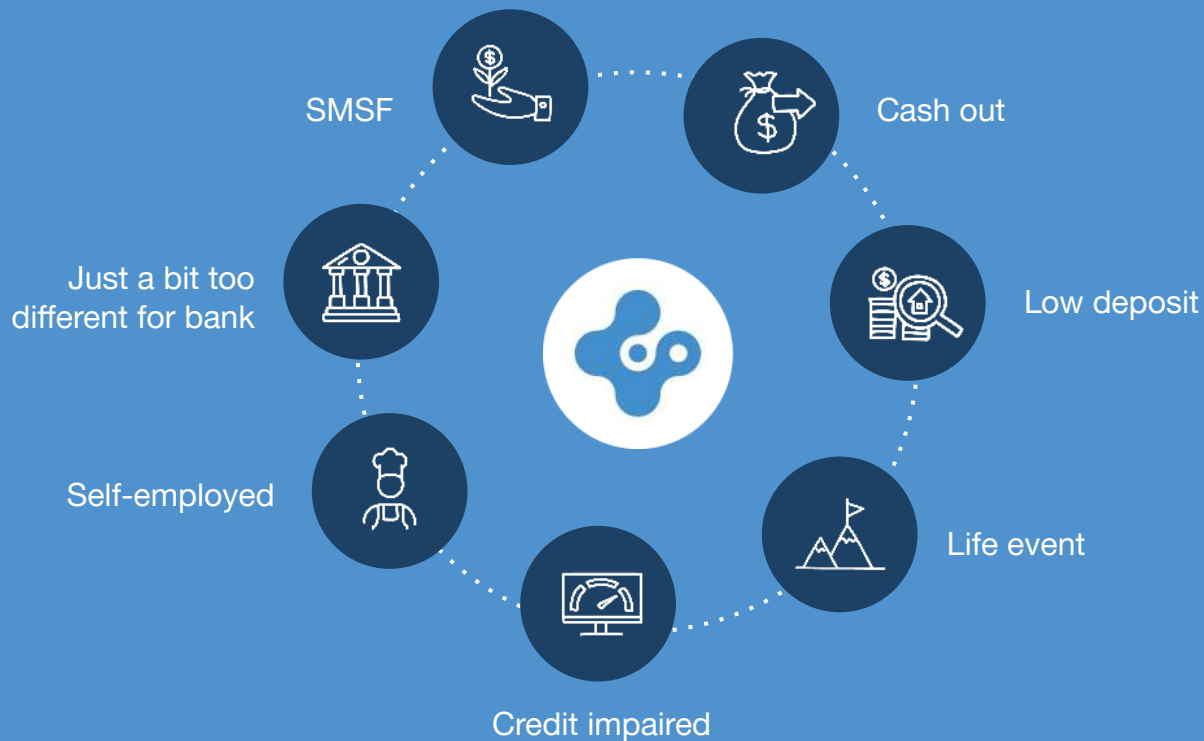 SMSF
Cash out
Just a bit too
different for bank
Low deposit
Self-employed
Life event
Credit impaired